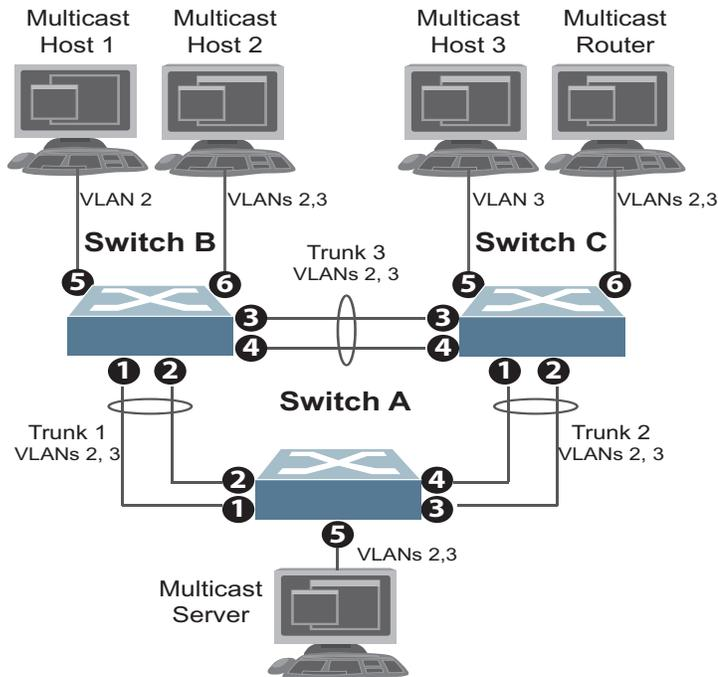 Multicast
Host 1
Multicast
Host 2
Multicast
Host 3
Multicast
Router
VLAN 2
VLANs 2,3
VLAN 3
VLANs 2,3
Switch B
Trunk 3
VLANs 2, 3
Switch C
5
6
5
6
3
3
4
4
1
2
1
2
Switch A
Trunk 1
VLANs 2, 3
Trunk 2
VLANs 2, 3
2
4
1
3
5
VLANs 2,3
Multicast
Server